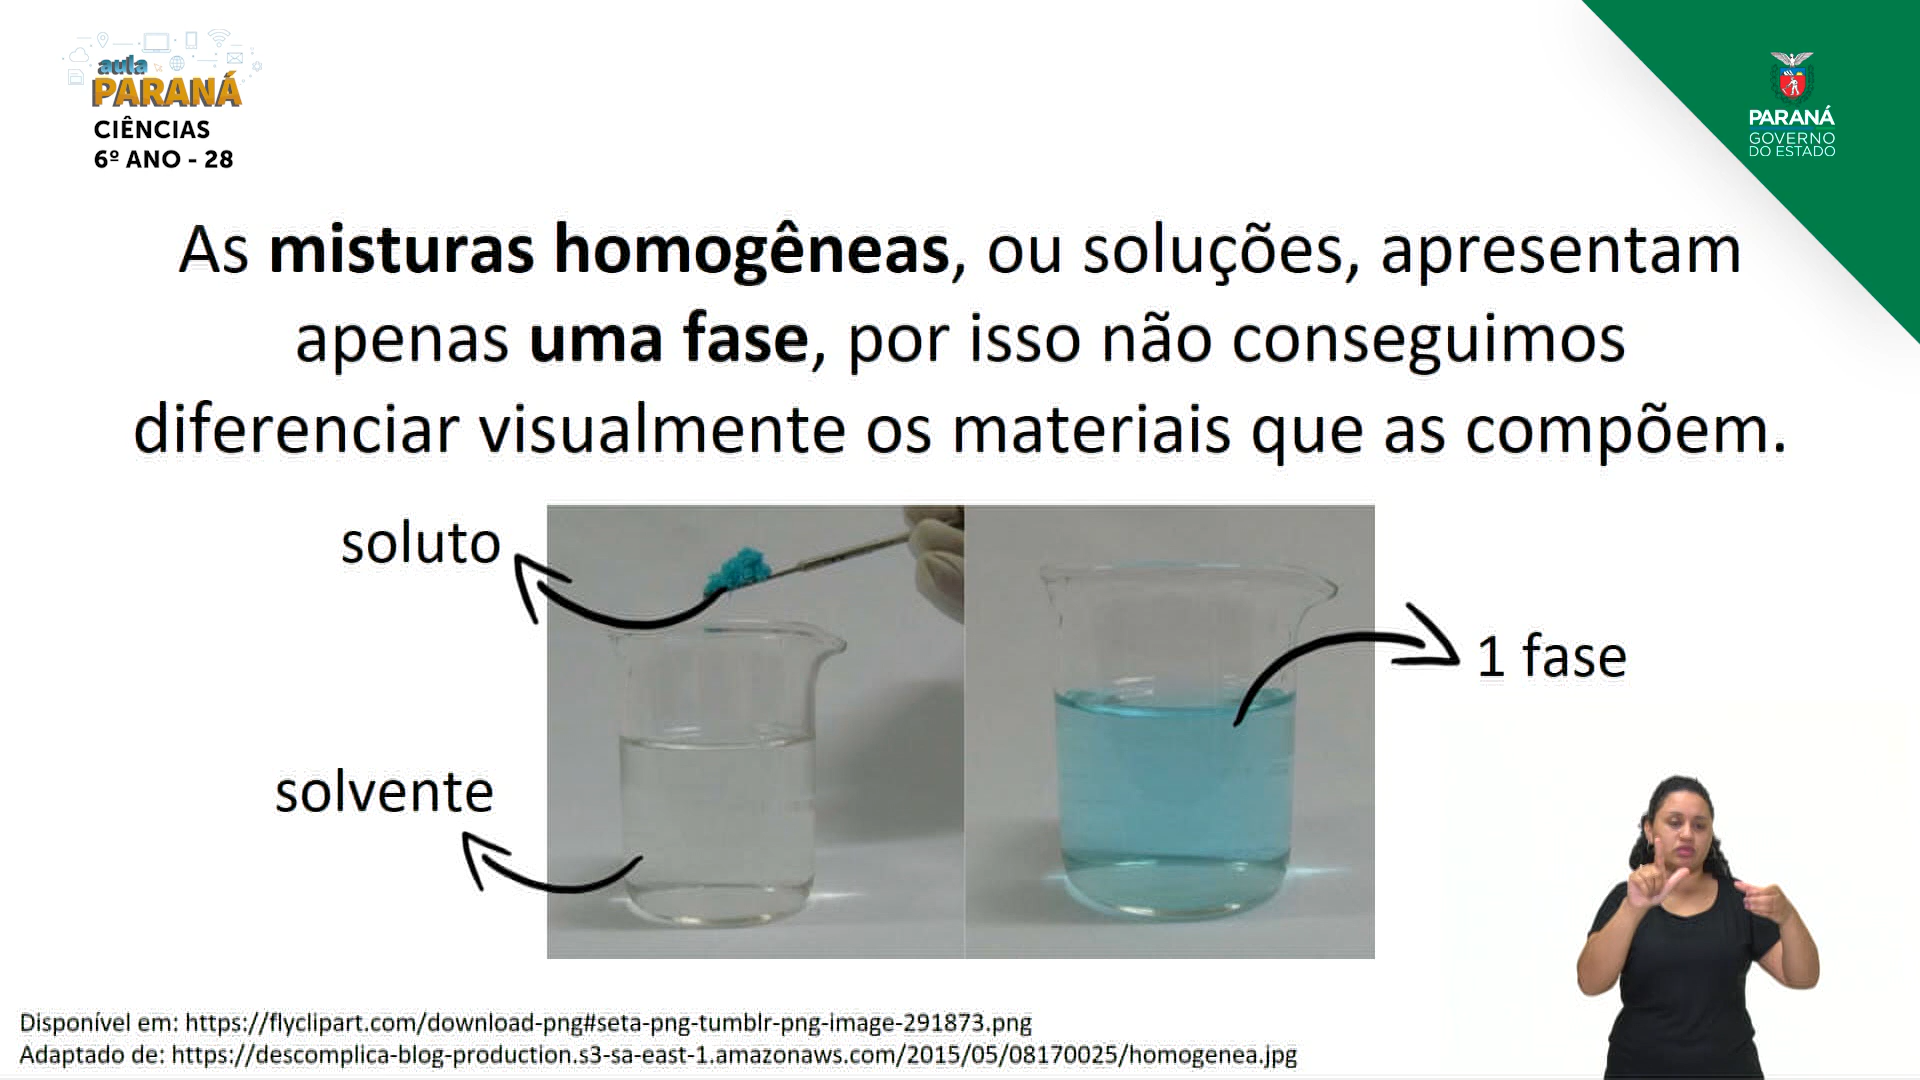 aula
PARANÁ
CIÊNCIAS
6º ANO - 28
PARANÁ
GOVERNO
DO ESTADO
As misturas homogêneas, ou soluções, apresentam
apenas uma fase, por isso não conseguimos
diferenciar visualmente os materiais que as compõem.
soluto
1 fase
solvente
Disponível em: https://flyclipart.com/download-png#seta-png-tumblr-png-image-291873.png
Adaptado de: https://descomplica-blog-production.s3-sa-east-1.amazonaws.com/2015/05/08170025/homogenea.jpg